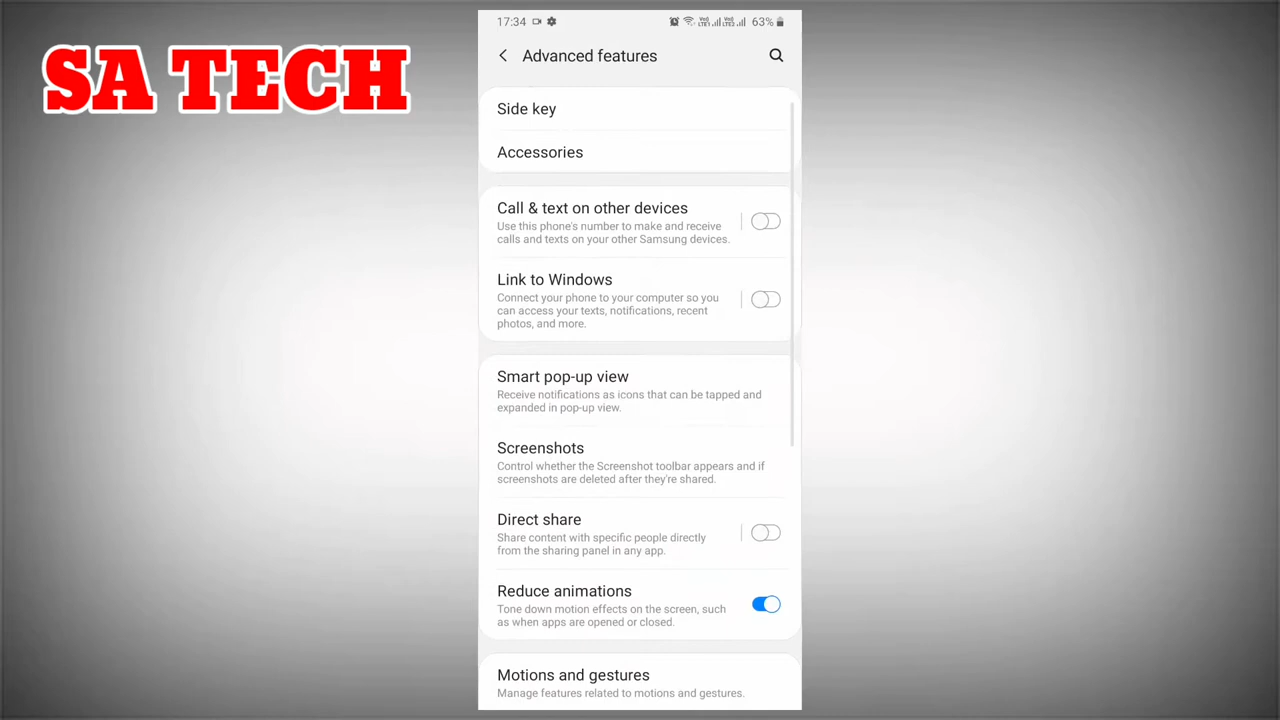 SA TECH
17:34
63%
Advanced features
Side key
Accessories
Call & text on other devices
Use this phone's number to make and receive
calls and texts on your other Samsung devices.
Link to Windows
Connect your phone to your computer so you
can access your texts, notifications, recent
photos, and more.
Smart pop-up view
Receive notifications as icons that can be tapped and
expanded in pop-up view.
Screenshots
Control whether the Screenshot toolbar appears and if
screenshots are deleted after they're shared.
Direct share
Share content with specific people directly
from the sharing panel in any app.
Reduce animations
Tone down motion effects on the screen, such
as when apps are opened or closed.
Motions and gestures
Manage features related to motions and gestures.